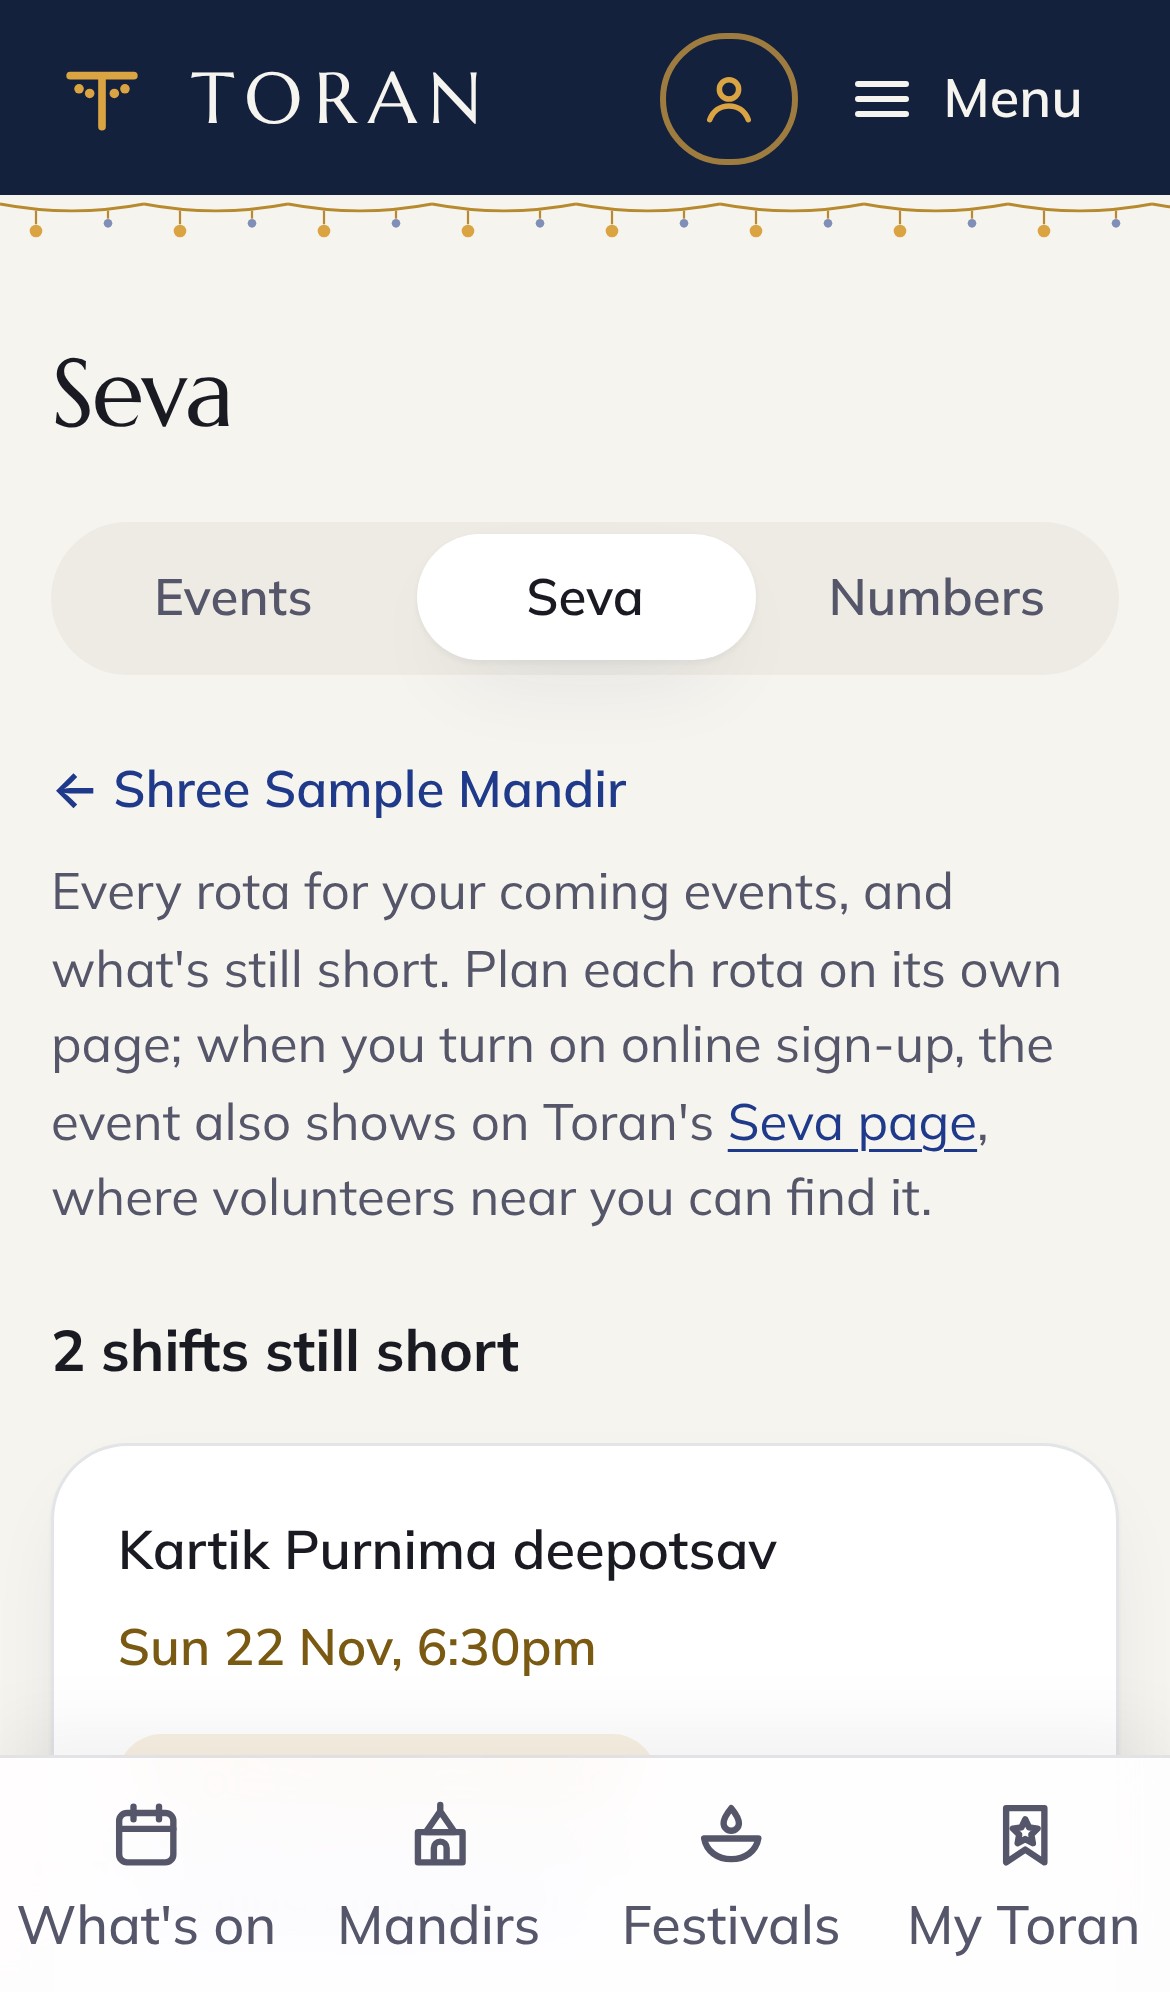 TORAN
Menu
Seva
Events
Seva
Numbers
← Shree Sample Mandir
Every rota for your coming events, and
what's still short. Plan each rota on its own
page; when you turn on online sign-up, the
event also shows on Toran's Seva page,
where volunteers near you can find it.
2 shifts still short
Kartik Purnima deepotsav
Sun 22 Nov, 6:30pm
What's on
Mandirs
Festivals
My Toran